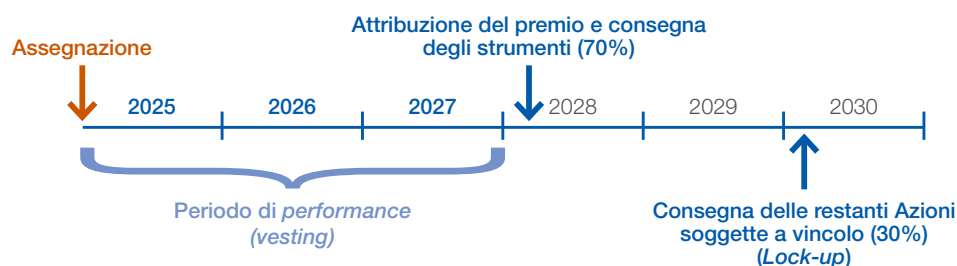 Attribuzione del premio e consegna
degli strumenti (70%)
Assegnazione
2025 2026 2027 2028 2029 2030
Periodo di performance
(vesting)
Consegna delle restanti Azioni
soggette a vincolo (30%)
(Lock-up)